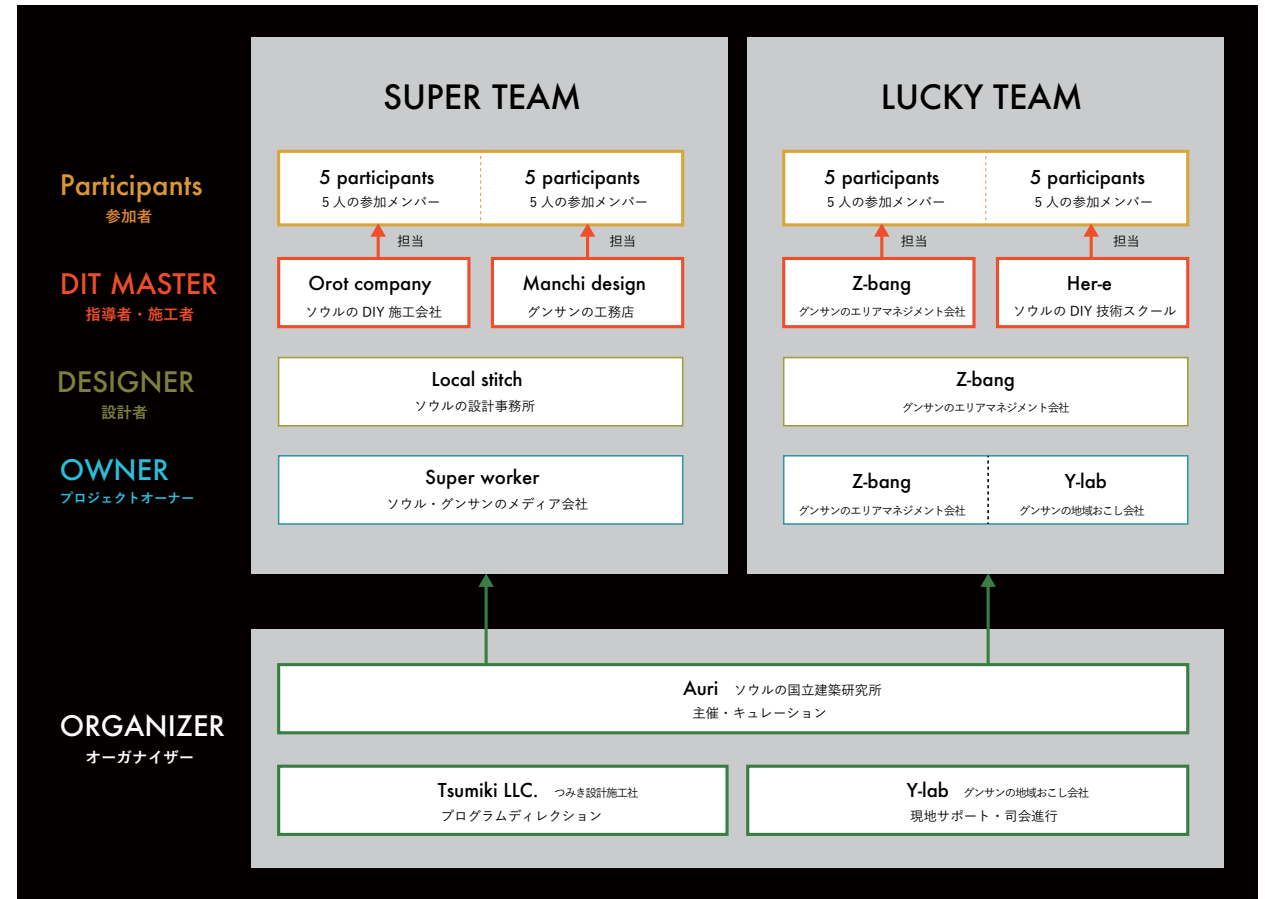 SUPER TEAM
LUCKY TEAM
Participants
参加者
5 participants
5人の参加メンバー
5 participants
5人の参加メンバー
5 participants
5人の参加メンバー
5 participants
5人の参加メンバー
担当
担当
担当
担当
DIT MASTER
指導者・施工者
Orot company
ソウルの DIY 施工会社
Manchi design
グンサンの工務店
Z-bang
グンサンのエリアマネジメント会社
Her-e
ソウルの DIY 技術スクール
DESIGNER
設計者
Local stitch
ソウルの設計事務所
Z-bang
グンサンのエリアマネジメント会社
OWNER
プロジェクトオーナー
Super worker
ソウル・グンサンのメディア会社
Z-bang
グンサンのエリアマネジメント会社
Y-lab
グンサンの地域おこし会社
ORGANIZER
オーガナイザー
Auri ソウルの国立建築研究所
主催・キュレーション
Tsumiki LLC. つみき設計施工社
プログラムディレクション
Y-lab グンサンの地域おこし会社
現地サポート・司会進行